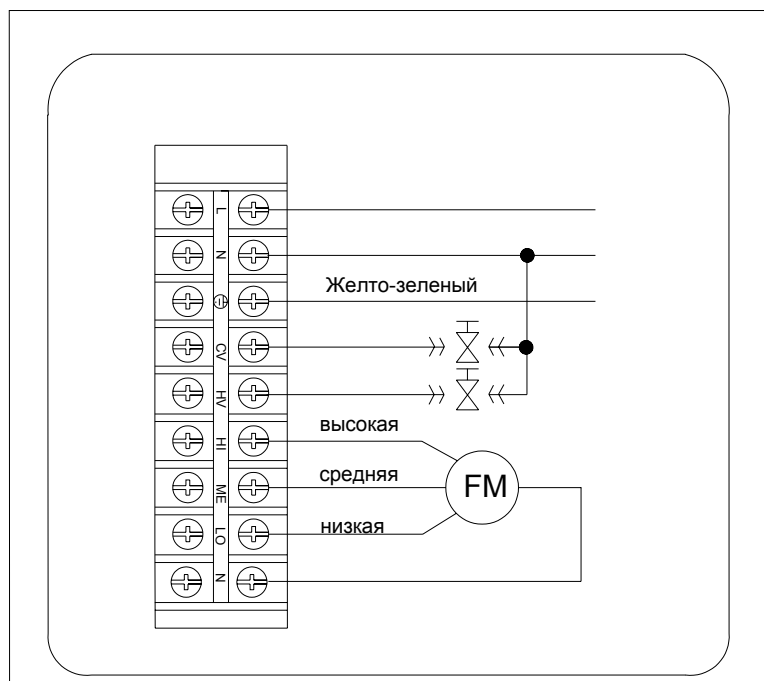 L
N
Желто-зеленый
CV
HV
HI
высокая
ME
средняя
FM
LO
низкая
N